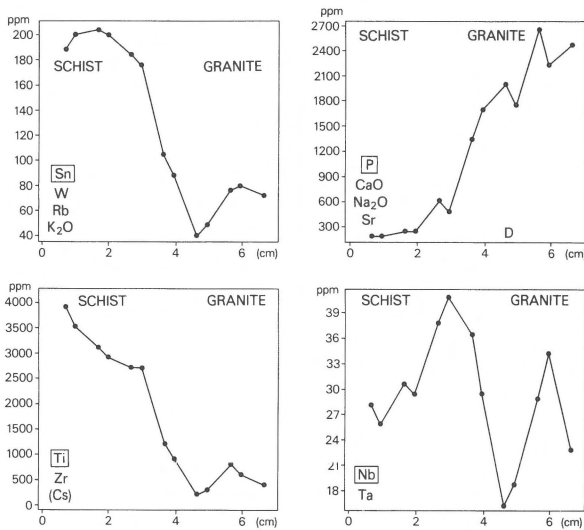 ppm
200
180
160
140
120
100
80
60
40
SCHIST
GRANITE
Sn
W
Rb
K₂O
0
2
4
6
(cm)
ppm
2700
2400
2100
1800
1500
1200
900
600
300
SCHIST
GRANITE
P
CaO
Na₂O
Sr
D
0
2
4
6
(cm)
ppm
4000
3500
3000
2500
2000
1500
1000
500
0
SCHIST
GRANITE
Ti
Zr
(Cs)
0
2
4
6
(cm)
ppm
39
36
33
30
27
24
21
18
SCHIST
GRANITE
Nb
Ta
0
2
4
6
(cm)